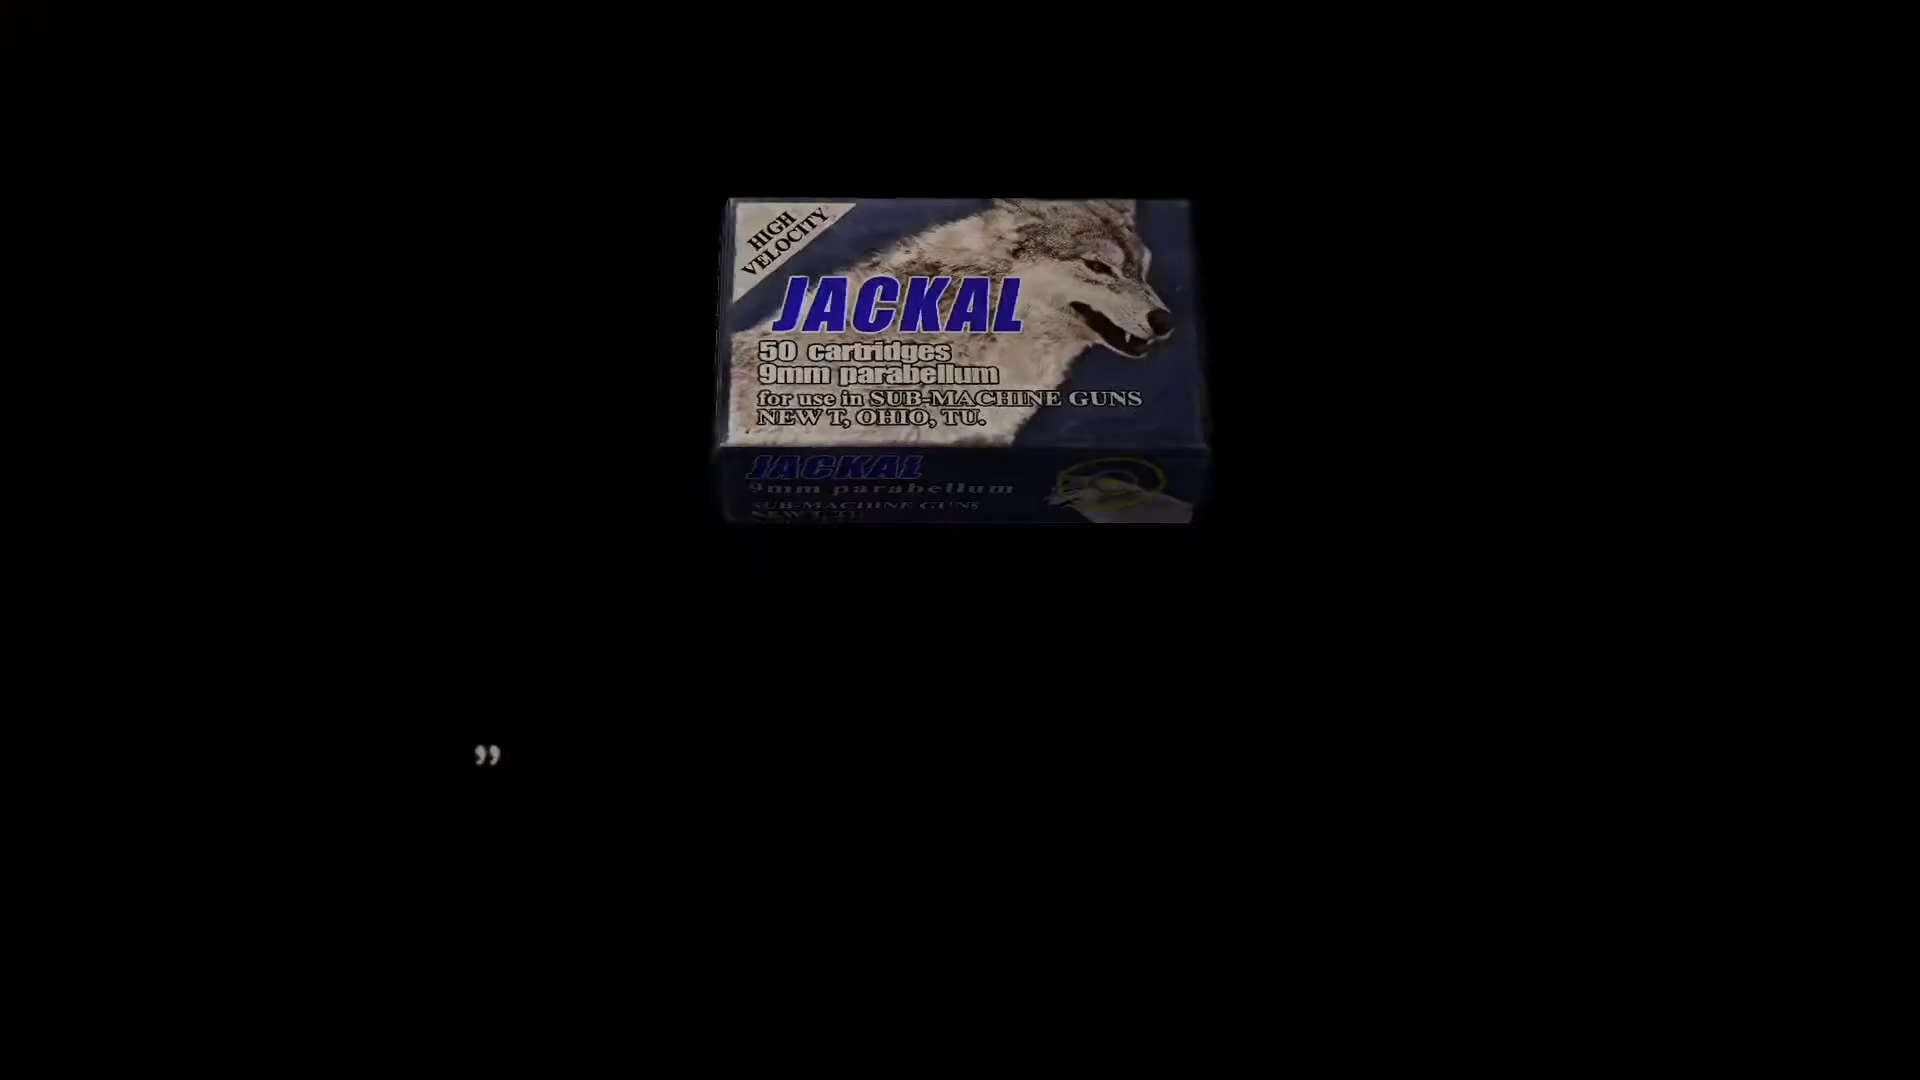 HIGH
VELOCITY
JACKAL
50 cartridges
9mm parabellum
for use in SUB-MACHINE GUNS
NEW T, OHIO, TU.
JACKAL
9mm parabellum
SUB-MACHINE GUNS
”